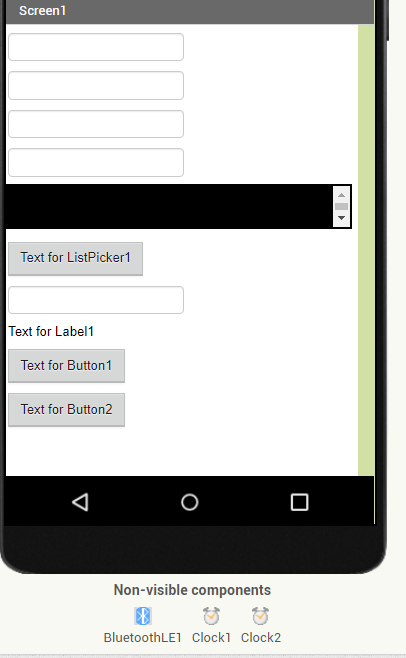 Screen1
Text for ListPicker1
Text for Label1
Text for Button1
Text for Button2
Non-visible components
BluetoothLE1 Clock1 Clock2